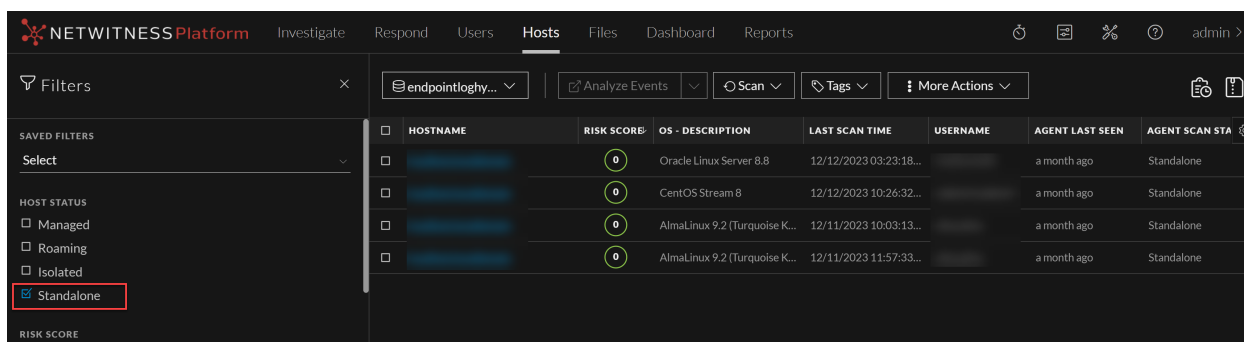 NETWITNESS Platform Investigate Respond Users Hosts Files Dashboard Reports admin >
Filters
endpointloghy... Analyze Events Scan Tags More Actions
SAVED FILTERS
Select
HOST STATUS
Managed
Roaming
Isolated
Standalone
RISK SCORE
HOSTNAME RISK SCORE OS - DESCRIPTION LAST SCAN TIME USERNAME AGENT LAST SEEN AGENT SCAN STA
0 Oracle Linux Server 8.8 12/12/2023 03:23:18... a month ago Standalone
0 CentOS Stream 8 12/12/2023 10:26:32... a month ago Standalone
0 AlmaLinux 9.2 (Turquoise K... 12/11/2023 10:03:13... a month ago Standalone
0 AlmaLinux 9.2 (Turquoise K... 12/11/2023 11:57:33... a month ago Standalone